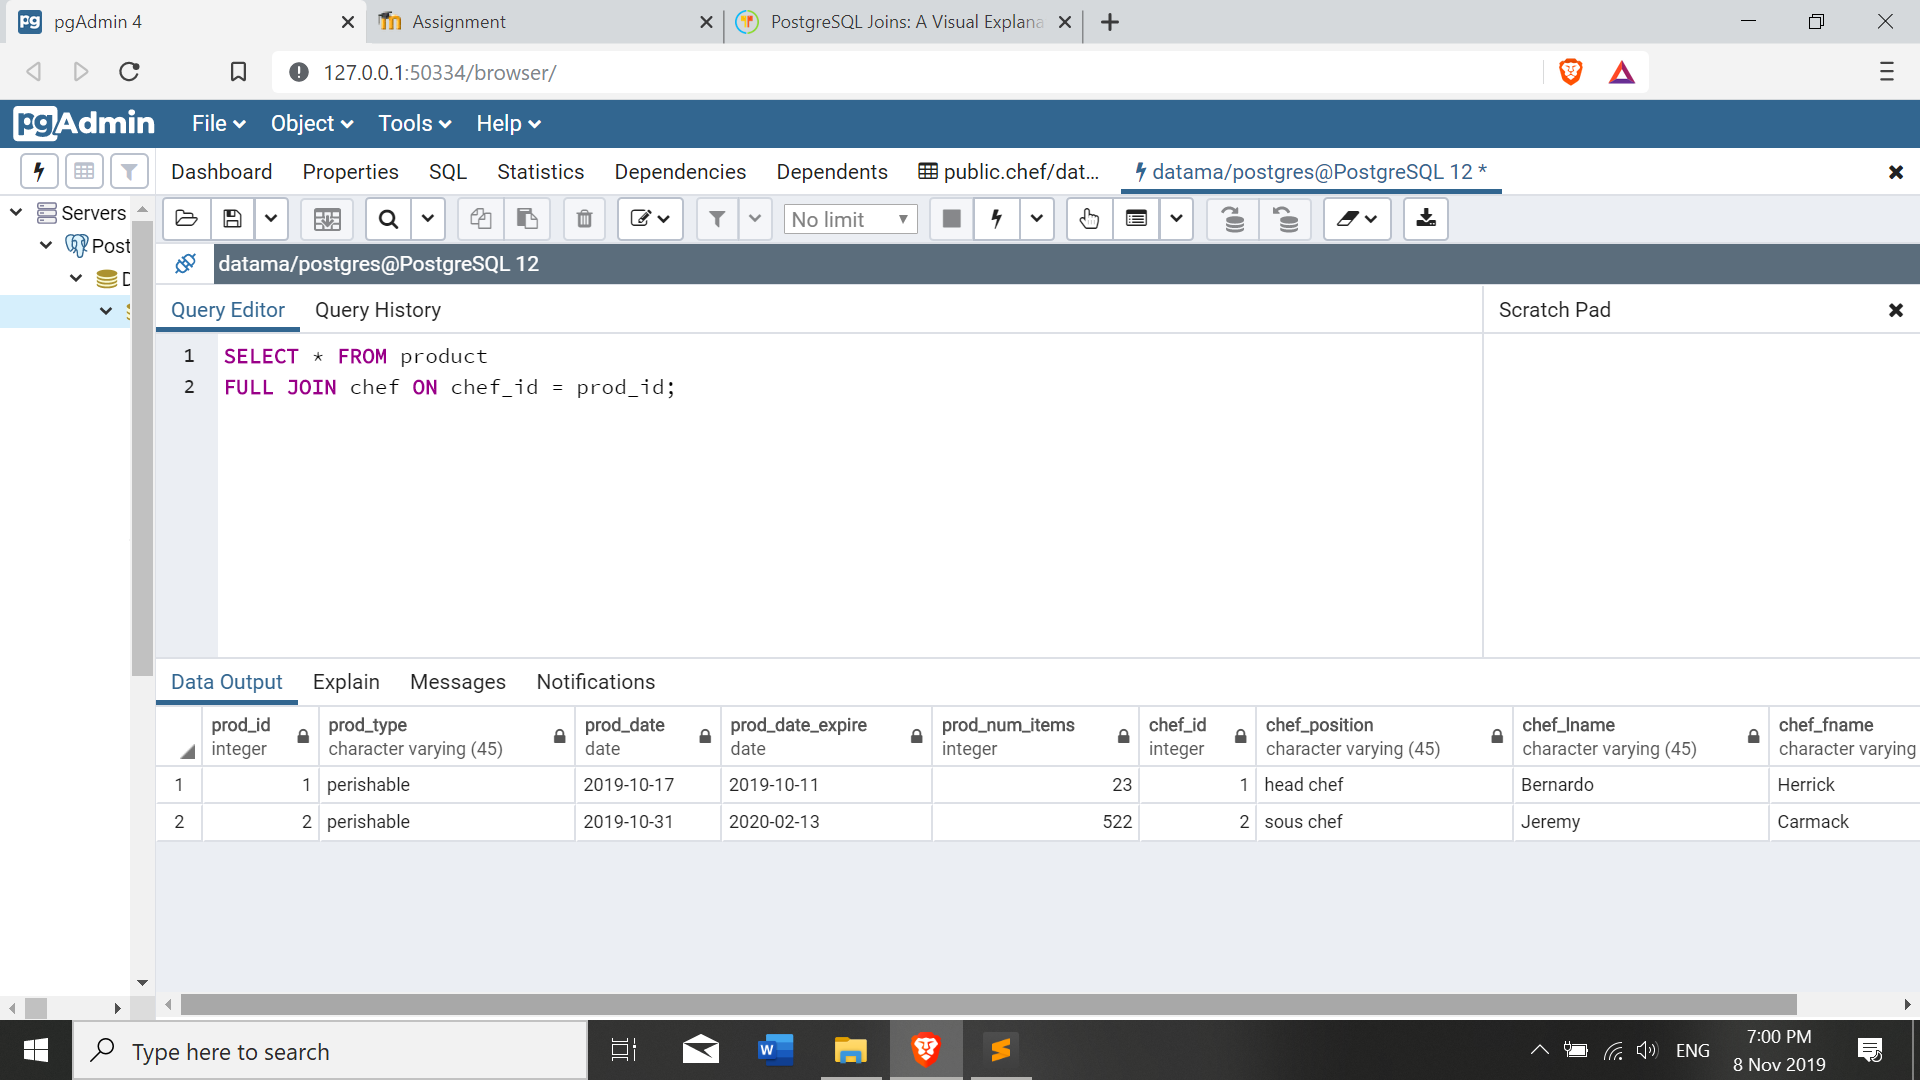 pgAdmin 4
Assignment
PostgreSQL Joins: A Visual Explana
127.0.0.1:50334/browser/
pgAdmin File Object Tools Help
Dashboard Properties SQL Statistics Dependencies Dependents public.chef/dat... datama/postgres@PostgreSQL 12 *
Servers
Post
D
No limit
datama/postgres@PostgreSQL 12
Query Editor Query History
Scratch Pad
1 SELECT * FROM product
2 FULL JOIN chef ON chef_id = prod_id;
Data Output Explain Messages Notifications
prod_id prod_type prod_date prod_date_expire prod_num_items chef_id chef_position chef_lname chef_fname
integer character varying (45) date date integer integer character varying (45) character varying (45) character varying
1 1 perishable 2019-10-17 2019-10-11 23 1 head chef Bernardo Herrick
2 2 perishable 2019-10-31 2020-02-13 522 2 sous chef Jeremy Carmack
Type here to search
ENG
7:00 PM
8 Nov 2019